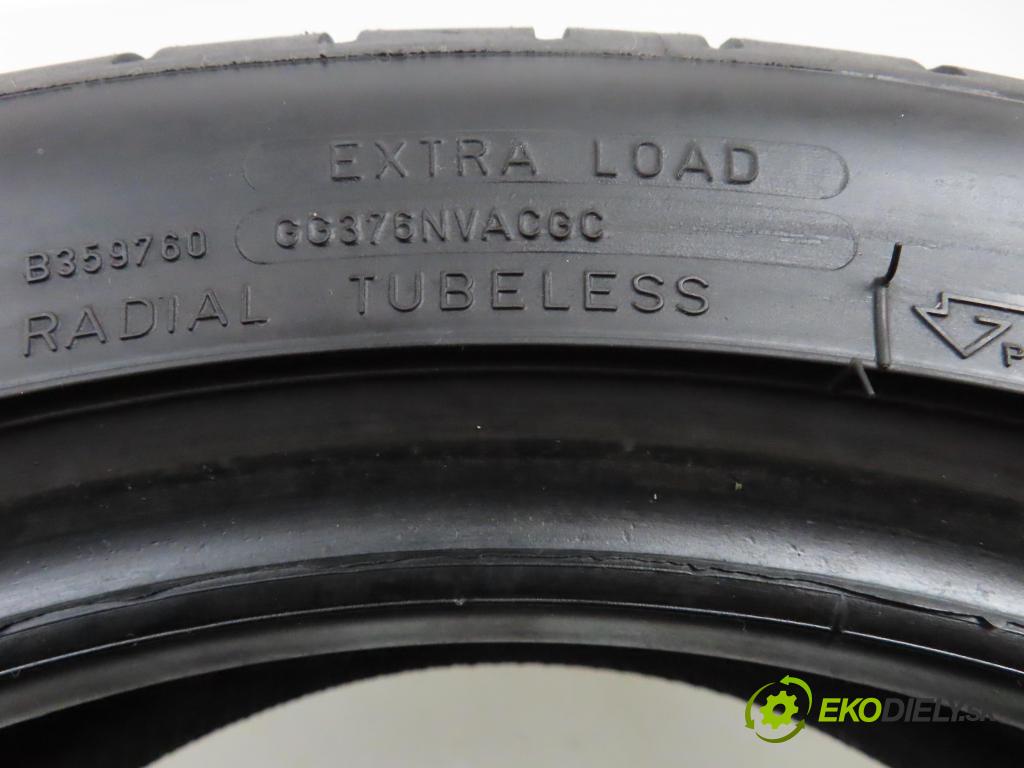 EXTRA LOAD
B359760 GG376NVACGC
RADIAL TUBELESS
P
EKODIELY.SK